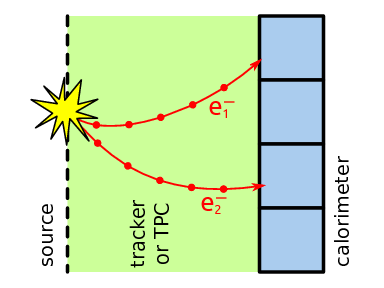 e₁⁻
e₂⁻
source
tracker
or TPC
calorimeter